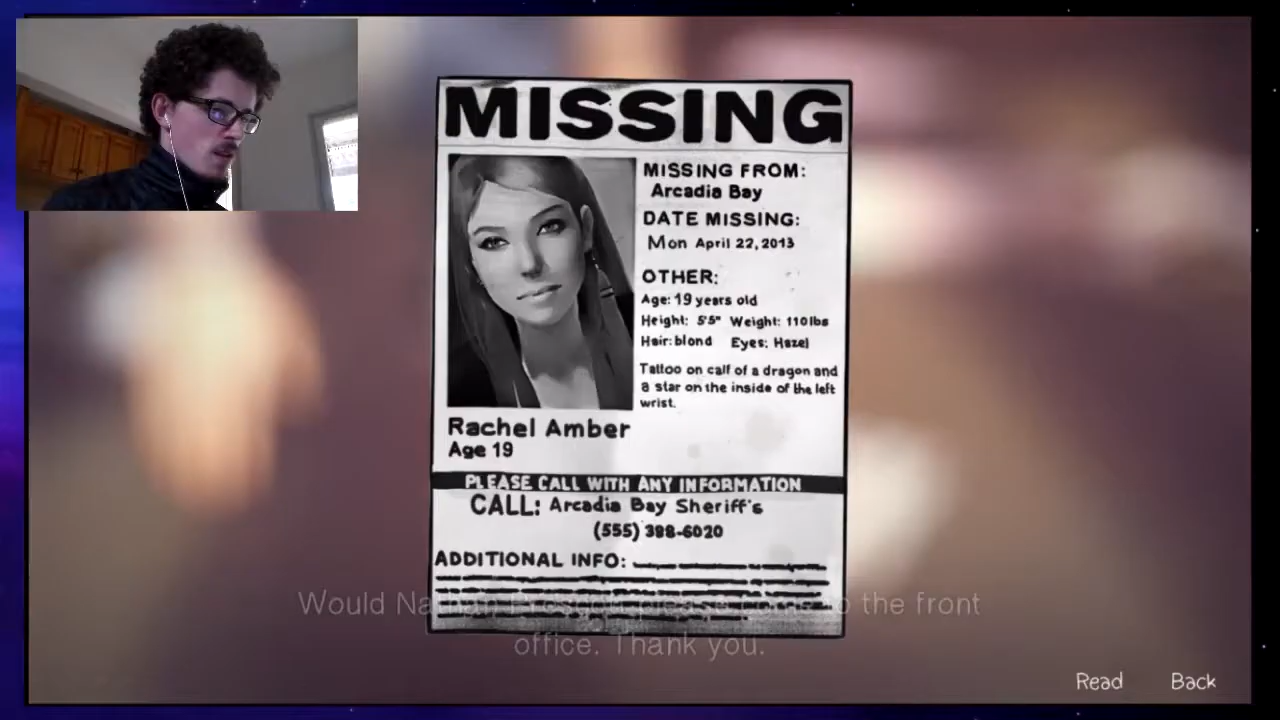 MISSING
MISSING FROM:
Arcadia Bay
DATE MISSING:
Mon April 22, 2013
OTHER:
Age: 19 years old
Height: 5'5" Weight: 110lbs
Hair: blond Eyes: Hazel
Tattoo on calf of a dragon and
a star on the inside of the left
wrist.
Rachel Amber
Age 19
PLEASE CALL WITH ANY INFORMATION
CALL: Arcadia Bay Sheriff's
(555) 388-6020
ADDITIONAL INFO:
Would Nathan Prescott please come to the front
office. Thank you.
Read Back